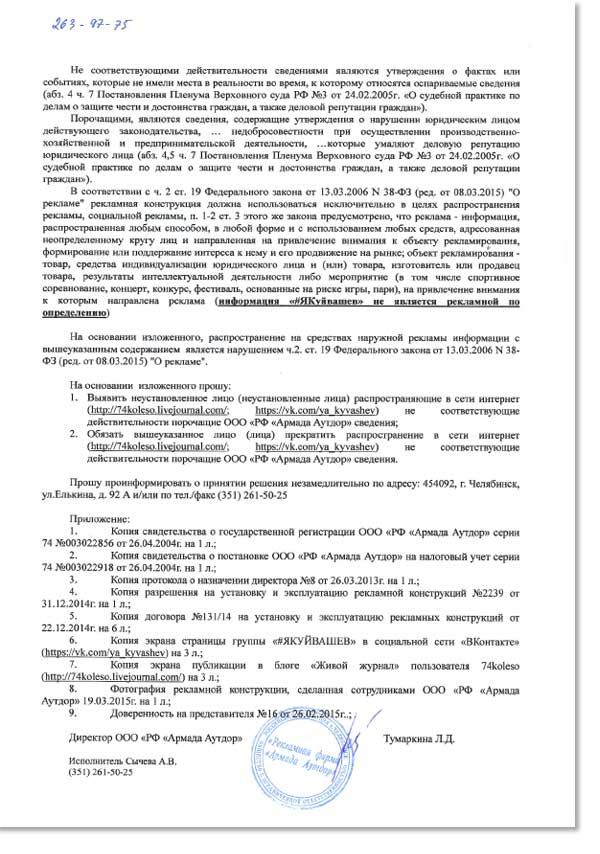 263-97-75
Не соответствующими действительности сведениями являются утверждения о фактах или
событиях, которые не имели места в реальности во время, к которому относятся оспариваемые сведения
(абз. 4 ч. 7 Постановления Пленума Верховного суда РФ №3 от 24.02.2005г. «О судебной практике по
делам о защите чести и достоинства граждан, а также деловой репутации граждан»).
Порочащими, являются сведения, содержащие утверждения о нарушении юридическим лицом
действующего законодательства, … недобросовестности при осуществлении производственно-
хозяйственной и предпринимательской деятельности, …которые умаляют деловую репутацию
юридического лица (абз. 4,5 ч. 7 Постановления Пленума Верховного суда РФ №3 от 24.02.2005г. «О
судебной практике по делам о защите чести и достоинства граждан, а также деловой репутации
граждан»).
В соответствии с ч. 2 ст. 19 Федерального закона от 13.03.2006 N 38-ФЗ (ред. от 08.03.2015) "О
рекламе" рекламная конструкция должна использоваться исключительно в целях распространения
рекламы, социальной рекламы, п. 1-2 ст. 3 этого же закона предусмотрено, что реклама - информация,
распространенная любым способом, в любой форме и с использованием любых средств, адресованная
неопределенному кругу лиц и направленная на привлечение внимания к объекту рекламирования,
формирование или поддержание интереса к нему и его продвижение на рынке; объект рекламирования -
товар, средства индивидуализации юридического лица и (или) товара, изготовитель или продавец
товара, результаты интеллектуальной деятельности либо мероприятие (в том числе спортивное
соревнование, концерт, конкурс, фестиваль, основанные на риске игры, пари), на привлечение внимания
к которым направлена реклама (информация «#ЯКуйвашев» не является рекламной по
определению)
На основании изложенного, распространение на средствах наружной рекламы информации с
вышеуказанным содержанием является нарушением ч.2. ст. 19 Федерального закона от 13.03.2006 N 38-
ФЗ (ред. от 08.03.2015) "О рекламе".
На основании изложенного прошу:
1. Выявить неустановленное лицо (неустановленные лица) распространяющие в сети интернет
(http://74koleso.livejournal.com/; https://vk.com/ya_kyvashev) не соответствующие
действительности порочащие ООО «РФ «Армада Аутдор» сведения;
2. Обязать вышеуказанное лицо (лица) прекратить распространение в сети интернет
(http://74koleso.livejournal.com/; https://vk.com/ya_kyvashev) не соответствующие
действительности порочащие ООО «РФ «Армада Аутдор» сведения.
Прошу проинформировать о принятии решения незамедлительно по адресу: 454092, г. Челябинск,
ул.Елькина, д. 92 А и/или по тел./факс (351) 261-50-25
Приложение:
1. Копия свидетельства о государственной регистрации ООО «РФ «Армада Аутдор» серии
74 №003022856 от 26.04.2004г. на 1 л.;
2. Копия свидетельства о постановке ООО «РФ «Армада Аутдор» на налоговый учет серии
74 №003022918 от 26.04.2004г. на 1 л.;
3. Копия протокола о назначении директора №8 от 26.03.2013г. на 1 л.;
4. Копия разрешения на установку и эксплуатацию рекламной конструкций №2239 от
31.12.2014г. на 1 л.;
5. Копия договора №131/14 на установку и эксплуатацию рекламных конструкций от
22.12.2014г. на 6 л.;
6. Копия экрана страницы группы «#ЯКУЙВАШЕВ» в социальной сети «ВКонтакте»
(https://vk.com/ya_kyvashev) на 3 л.;
7. Копия экрана публикации в блоге «Живой журнал» пользователя 74koleso
(http://74koleso.livejournal.com/) на 3 л.;
8. Фотография рекламной конструкции, сделанная сотрудниками ООО «РФ «Армада
Аутдор» 19.03.2015г. на 1 л.;
9. Доверенность на представителя №16 от 26.02.2015г..;
Директор ООО «РФ «Армада Аутдор» Тумаркина Л.Д.
«Рекламная фирма
«Армада Аутдор»
Исполнитель Сычева А.В.
(351) 261-50-25